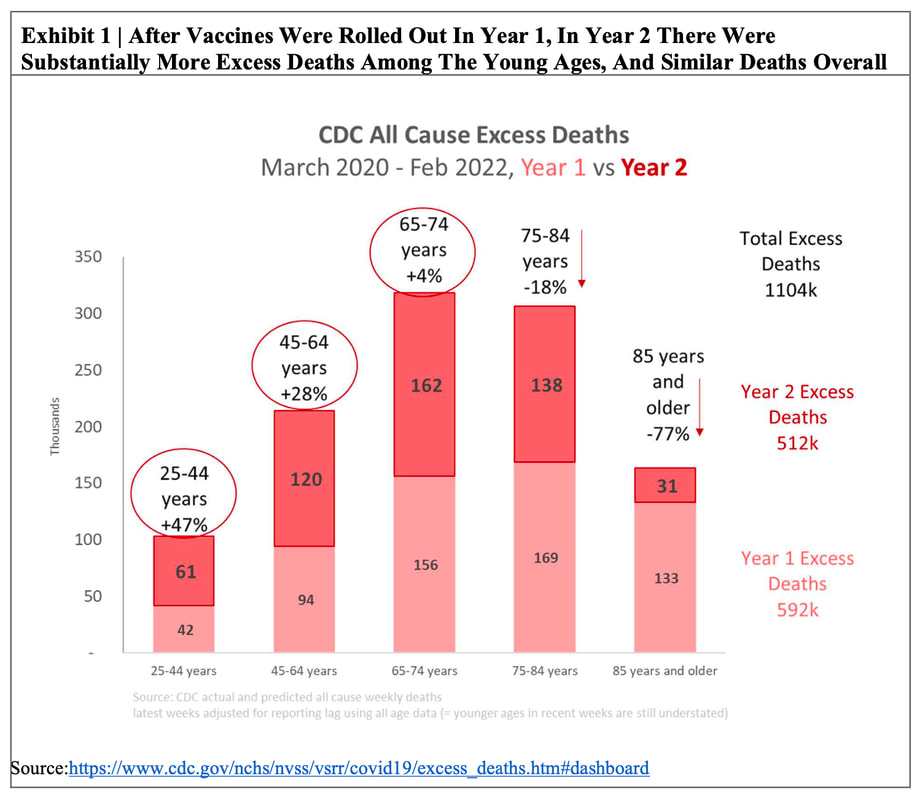 Exhibit 1 | After Vaccines Were Rolled Out In Year 1, In Year 2 There Were
Substantially More Excess Deaths Among The Young Ages, And Similar Deaths Overall
CDC All Cause Excess Deaths
March 2020 - Feb 2022, Year 1 vs Year 2
Thousands
350
300
250
200
150
100
50
-
25-44
years
+47%
61
42
45-64
years
+28%
120
94
65-74
years
+4%
162
156
75-84
years
-18%
138
169
85 years
and
older
-77%
31
133
Total Excess
Deaths
1104k
Year 2 Excess
Deaths
512k
Year 1 Excess
Deaths
592k
25-44 years
45-64 years
65-74 years
75-84 years
85 years and older
Source: CDC actual and predicted all cause weekly deaths
latest weeks adjusted for reporting lag using all age data (= younger ages in recent weeks are still understated)
Source:https://www.cdc.gov/nchs/nvss/vsrr/covid19/excess_deaths.htm#dashboard